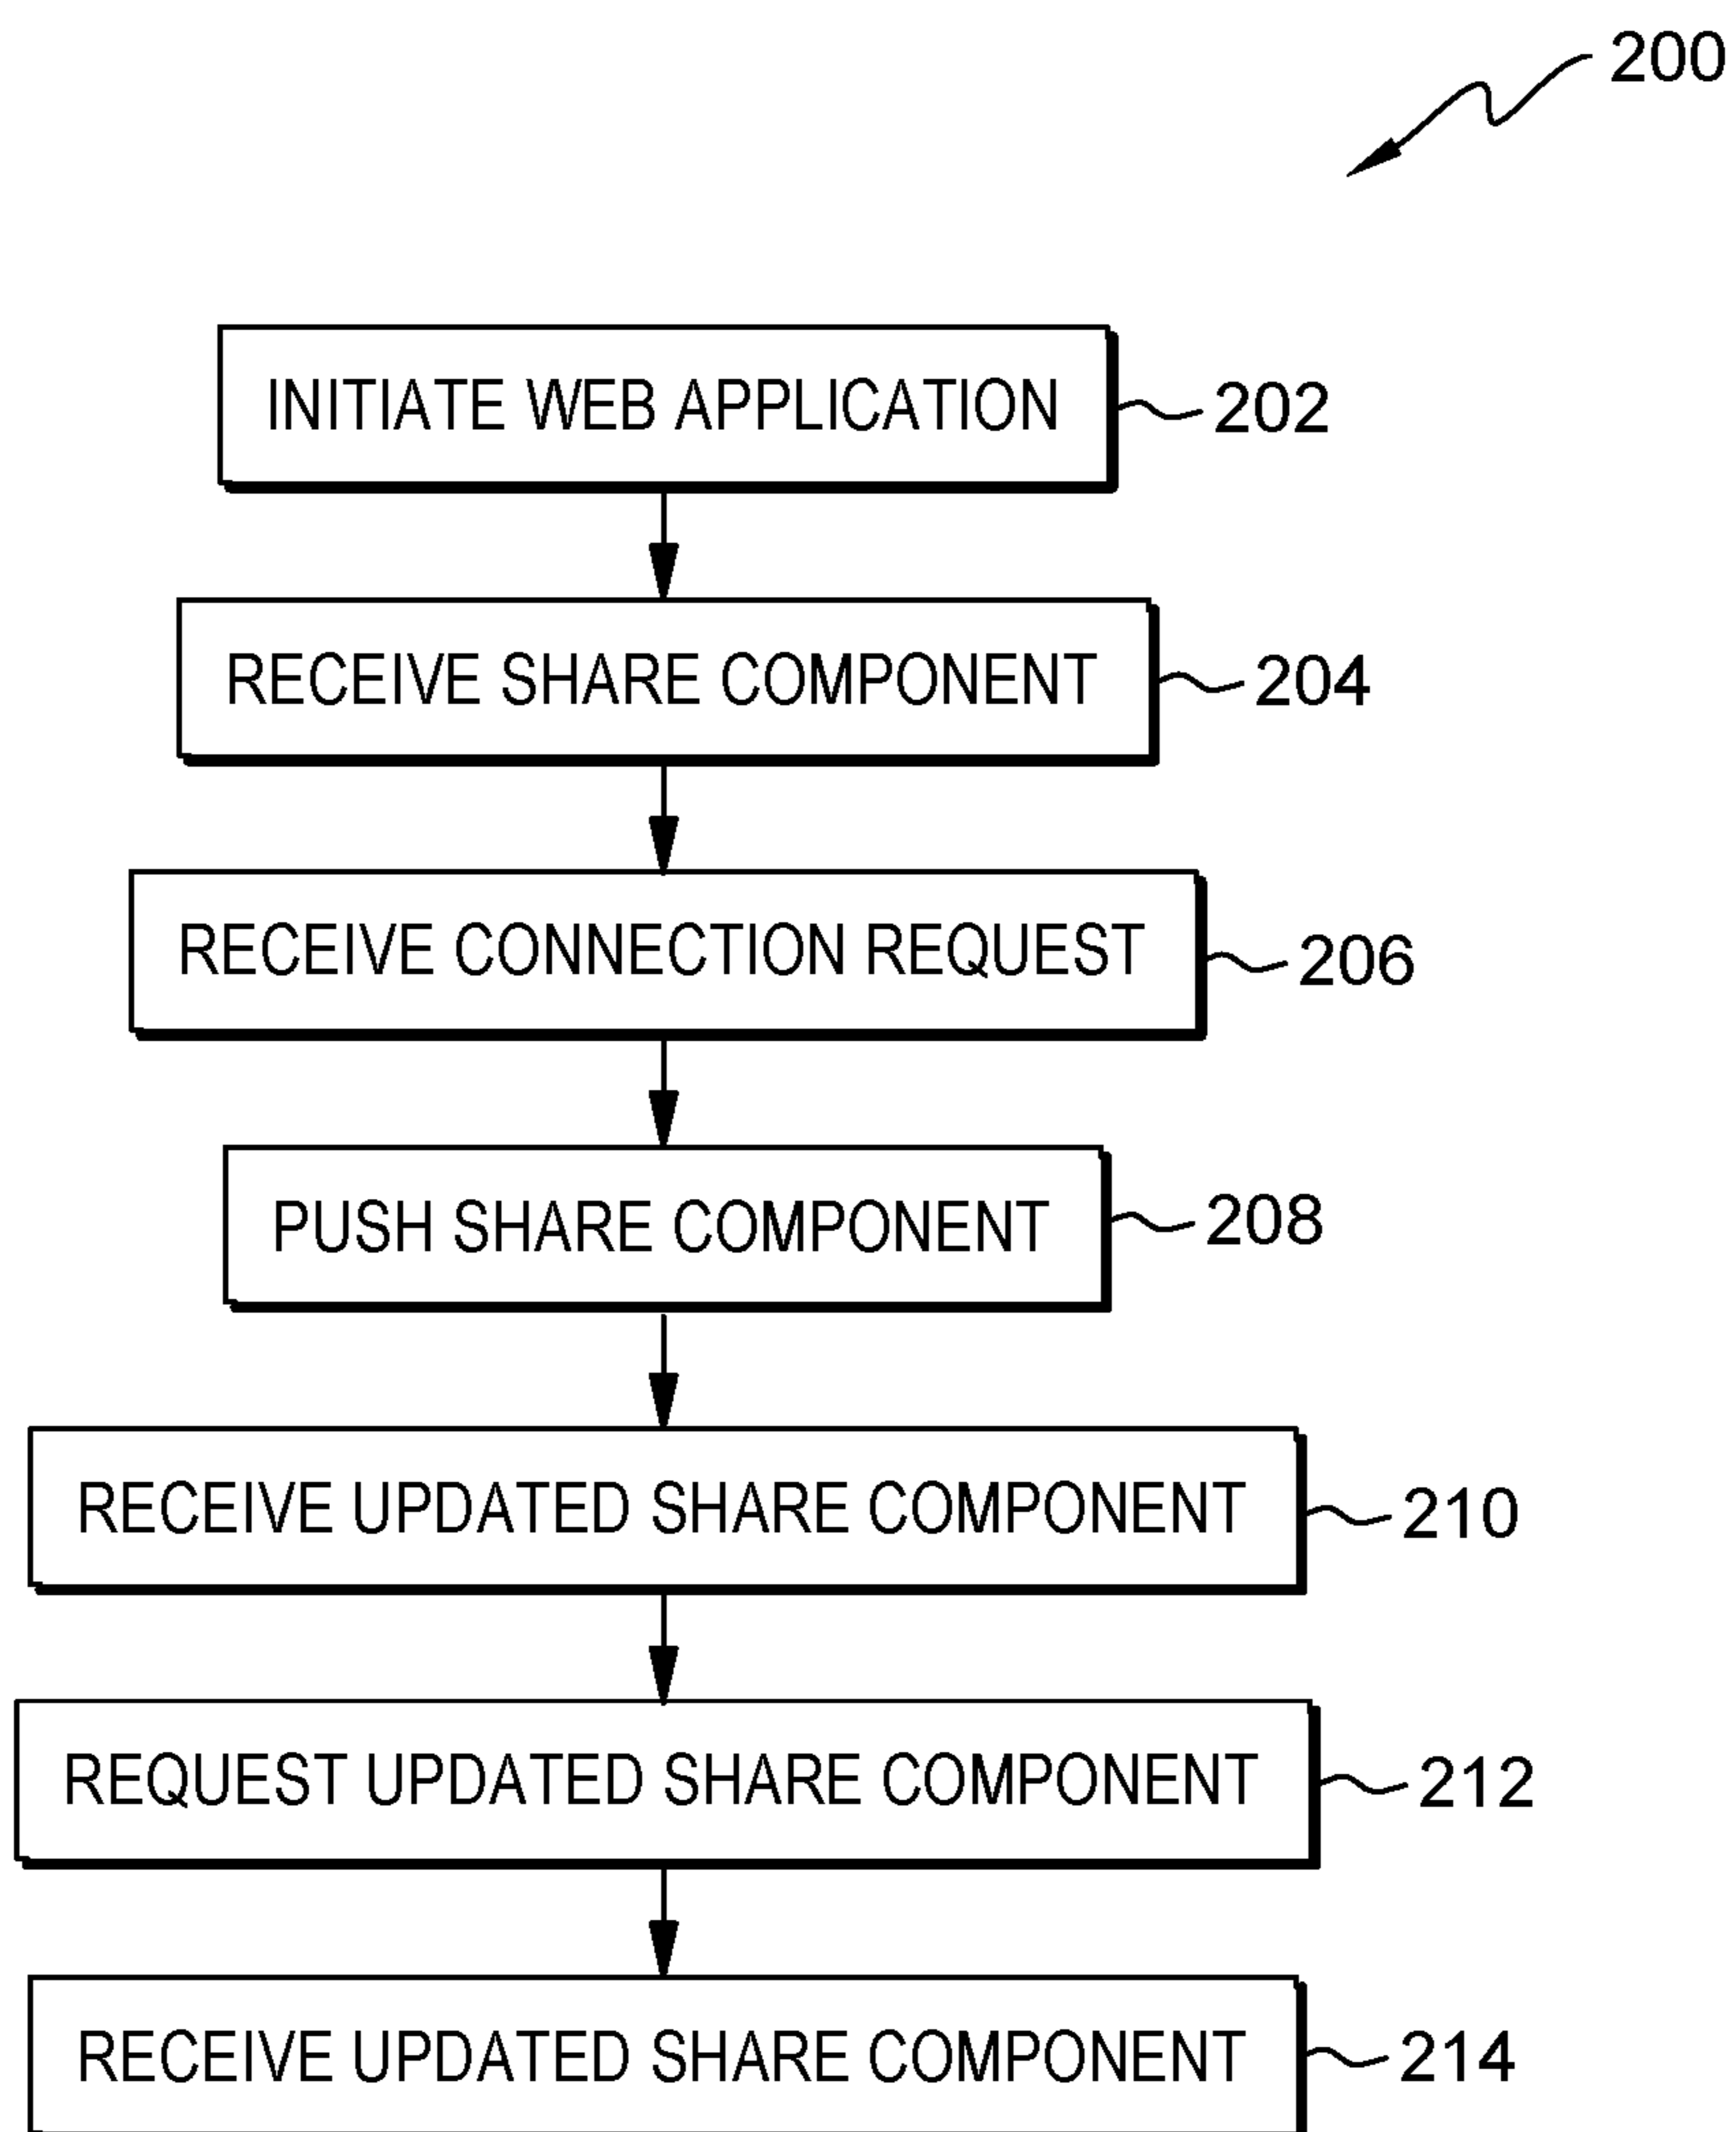 200
INITIATE WEB APPLICATION
202
RECEIVE SHARE COMPONENT
204
RECEIVE CONNECTION REQUEST
206
PUSH SHARE COMPONENT
208
RECEIVE UPDATED SHARE COMPONENT
210
REQUEST UPDATED SHARE COMPONENT
212
RECEIVE UPDATED SHARE COMPONENT
214